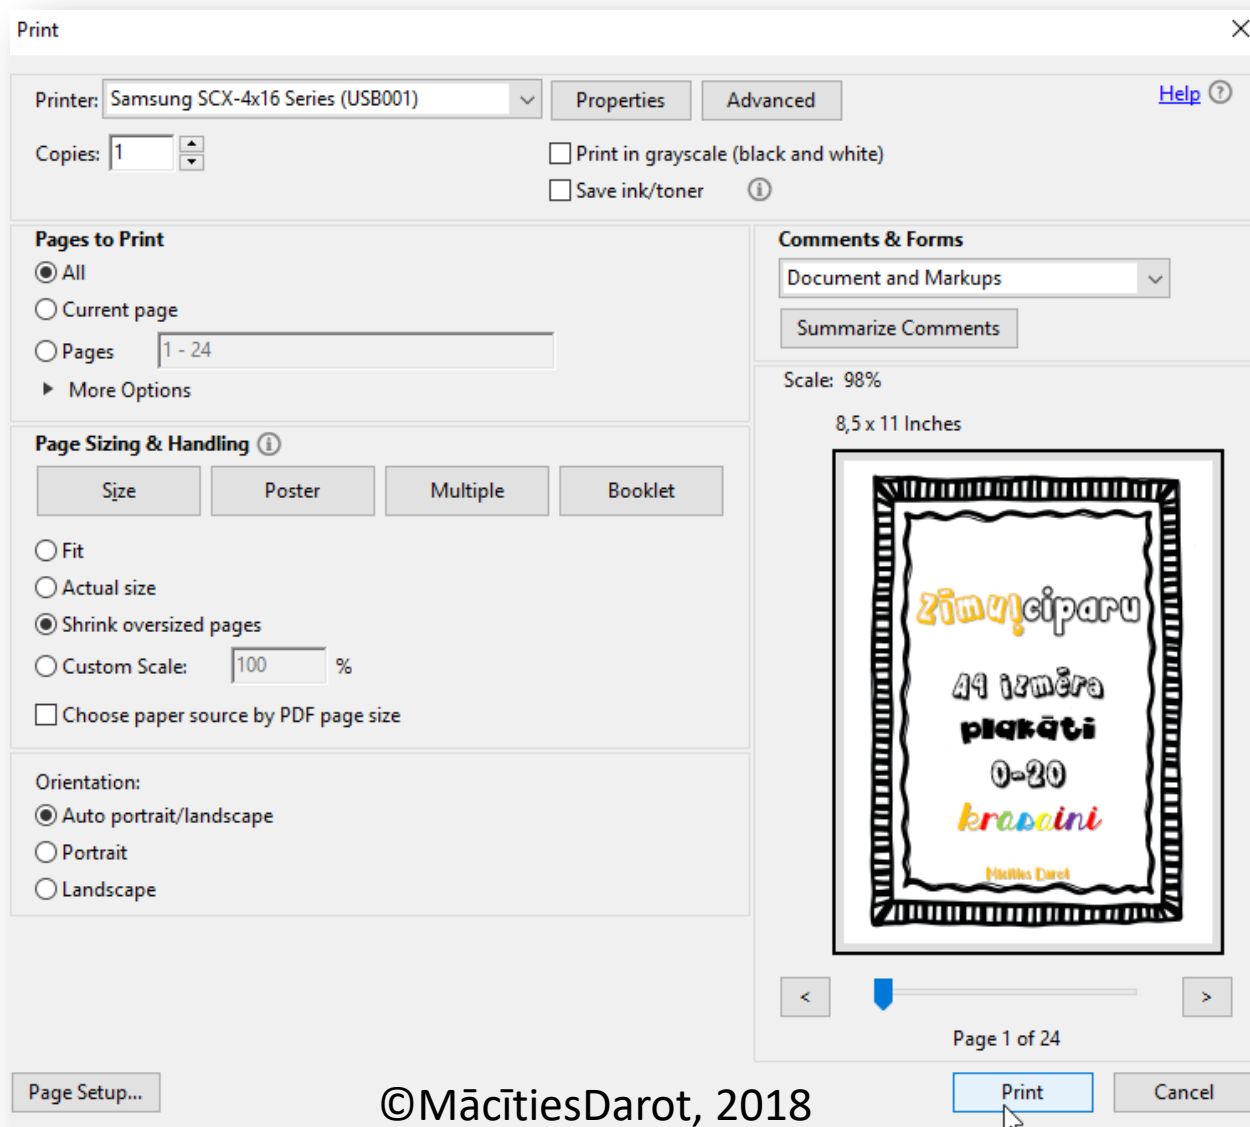 Print
Printer: Samsung SCX-4x16 Series (USB001) Properties Advanced Help
Copies: 1
Print in grayscale (black and white)
Save ink/toner
Pages to Print
All
Current page
Pages 1 - 24
More Options
Comments & Forms
Document and Markups
Summarize Comments
Scale: 98%
8,5 x 11 Inches
Page Sizing & Handling
Size Poster Multiple Booklet
Fit
Actual size
Shrink oversized pages
Custom Scale: 100 %
Choose paper source by PDF page size
Orientation:
Auto portrait/landscape
Portrait
Landscape
zīmuļciparu
A4 izmēra
plakāti
0-20
krāsaini
Mācīties Darot
< >
Page 1 of 24
Page Setup...
©MācītiesDarot, 2018
Print Cancel